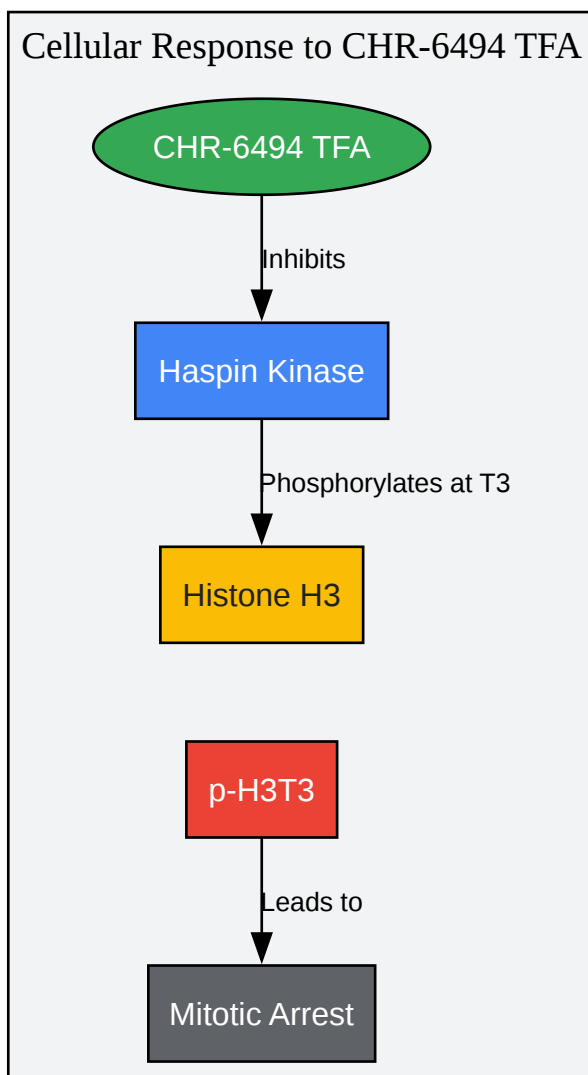 Cellular Response to CHR-6494 TFA
CHR-6494 TFA
Inhibits
Haspin Kinase
Phosphorylates at T3
Histone H3
p-H3T3
Leads to
Mitotic Arrest